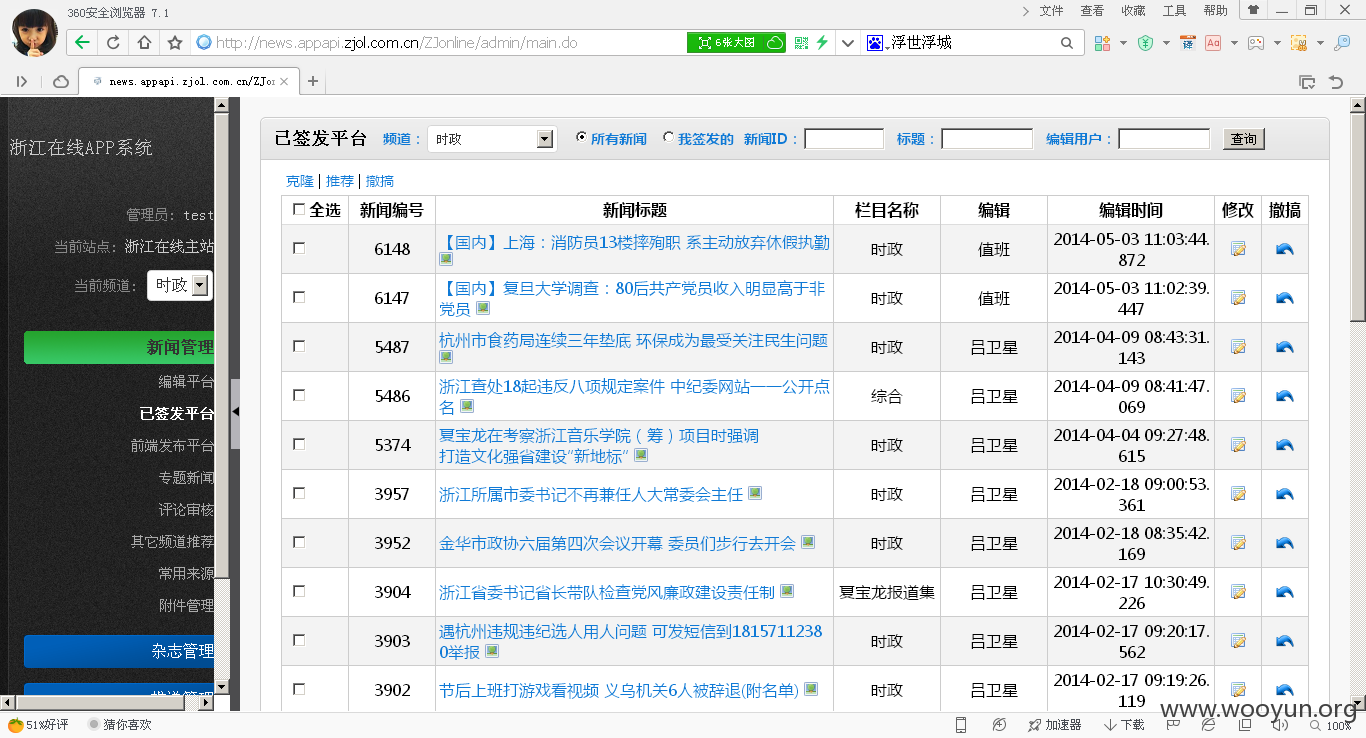 360安全浏览器 7.1 文件 查看 收藏 工具 帮助
http://news.appapi.zjol.com.cn/ZJonline/admin/main.do 6张大图 浮世浮城
news.appapi.zjol.com.cn/ZJon
浙江在线APP系统
管理员: test
当前站点: 浙江在线主站
当前频道: 时政
新闻管理
编辑平台
已签发平台
前端发布平台
专题新闻
评论审核
其它频道推荐
常用来源
附件管理
杂志管理
推送管理
已签发平台 频道： 时政 所有新闻 我签发的 新闻ID： 标题： 编辑用户： 查询
克隆 | 推荐 | 撤搞
全选 新闻编号 新闻标题 栏目名称 编辑 编辑时间 修改 撤搞
6148 【国内】上海：消防员13楼摔殉职 系主动放弃休假执勤 时政 值班 2014-05-03 11:03:44.
872
6147 【国内】复旦大学调查：80后共产党员收入明显高于非 时政 值班 2014-05-03 11:02:39.
党员 447
5487 杭州市食药局连续三年垫底 环保成为最受关注民生问题 时政 吕卫星 2014-04-09 08:43:31.
143
5486 浙江查处18起违反八项规定案件 中纪委网站一一公开点 综合 吕卫星 2014-04-09 08:41:47.
名 069
5374 夏宝龙在考察浙江音乐学院（筹）项目时强调 时政 吕卫星 2014-04-04 09:27:48.
打造文化强省建设“新地标” 615
3957 浙江所属市委书记不再兼任人大常委会主任 时政 吕卫星 2014-02-18 09:00:53.
361
3952 金华市政协六届第四次会议开幕 委员们步行去开会 时政 吕卫星 2014-02-18 08:35:42.
169
3904 浙江省委书记省长带队检查党风廉政建设责任制 夏宝龙报道集 吕卫星 2014-02-17 10:30:49.
226
3903 遇杭州违规违纪选人用人问题 可发短信到1815711238 时政 吕卫星 2014-02-17 09:20:17.
0举报 562
3902 节后上班打游戏看视频 义乌机关6人被辞退(附名单) 时政 吕卫星 2014-02-17 09:19:26.
119
www.wooyun.org
51%好评 猜你喜欢 加速器 下载 100%